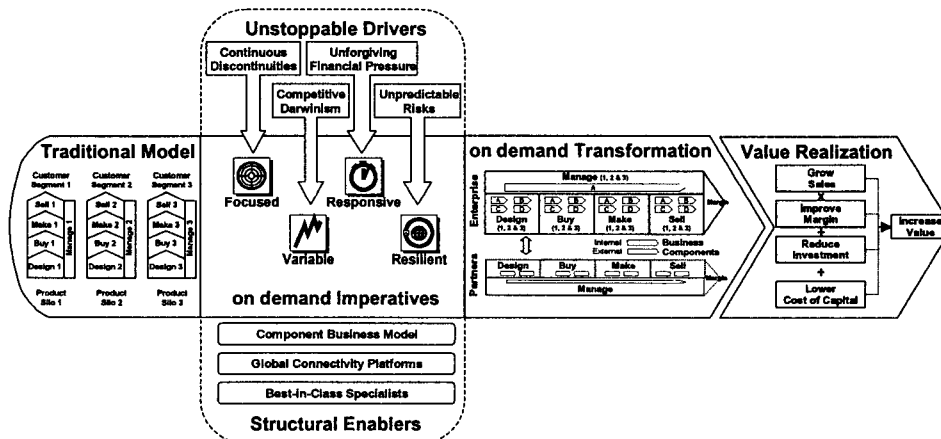 Unstoppable Drivers
Continuous
Discontinuities
Unforgiving
Financial Pressure
Competitive
Darwinism
Unpredictable
Risks
Traditional Model
Customer
Segment 1
Customer
Segment 2
Customer
Segment 3
Sell 1
Make 1
Buy 1
Design 1
Manage 1
Sell 2
Make 2
Buy 2
Design 2
Manage 2
Sell 3
Make 3
Buy 3
Design 3
Manage 3
Product
Silo 1
Product
Silo 2
Product
Silo 3
Focused
Responsive
Variable
Resilient
on demand Imperatives
Component Business Model
Global Connectivity Platforms
Best-in-Class Specialists
Structural Enablers
on demand Transformation
Enterprise
Manage (1, 2 & 3)
A
A B
C D
A B
C D
A B
C D
A B
C D
Design
(1, 2 & 3)
Buy
(1, 2 & 3)
Make
(1, 2 & 3)
Sell
(1, 2 & 3)
Margin
Internal
External
Business
Components
Partners
Design
Buy
Make
Sell
Manage
Margin
Value Realization
Grow
Sales
x
Improve
Margin
+
Reduce
Investment
+
Lower
Cost of Capital
Increase
Value